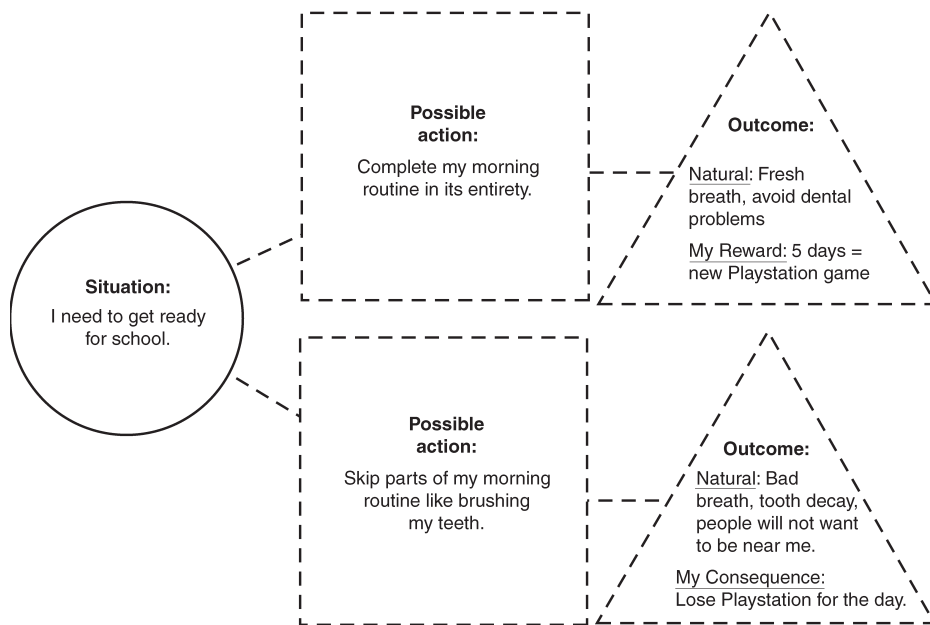 Situation:
I need to get ready
for school.
Possible
action:
Complete my morning
routine in its entirety.
Outcome:
Natural: Fresh
breath, avoid dental
problems
My Reward: 5 days =
new Playstation game
Possible
action:
Skip parts of my morning
routine like brushing
my teeth.
Outcome:
Natural: Bad
breath, tooth decay,
people will not want
to be near me.
My Consequence:
Lose Playstation for the day.